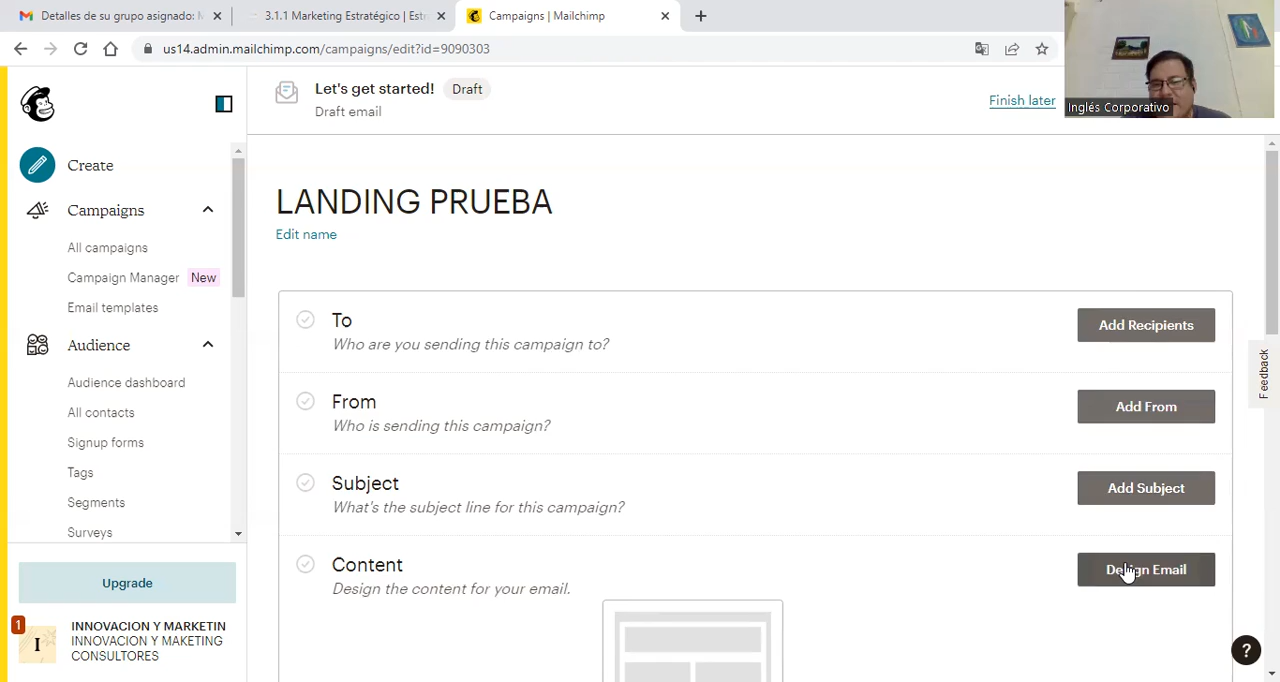 Detalles de su grupo asignado: M
3.1.1 Marketing Estratégico | Estr
Campaigns | Mailchimp
us14.admin.mailchimp.com/campaigns/edit?id=9090303
Let's get started!
Draft
Draft email
Finish later
Inglés Corporativo
Create
Campaigns
All campaigns
Campaign Manager
New
Email templates
Audience
Audience dashboard
All contacts
Signup forms
Tags
Segments
Surveys
Upgrade
1
I
INNOVACION Y MARKETIN
INNOVACION Y MAKETING
CONSULTORES
LANDING PRUEBA
Edit name
To
Who are you sending this campaign to?
Add Recipients
From
Who is sending this campaign?
Add From
Subject
What's the subject line for this campaign?
Add Subject
Content
Design the content for your email.
Design Email
Feedback
?